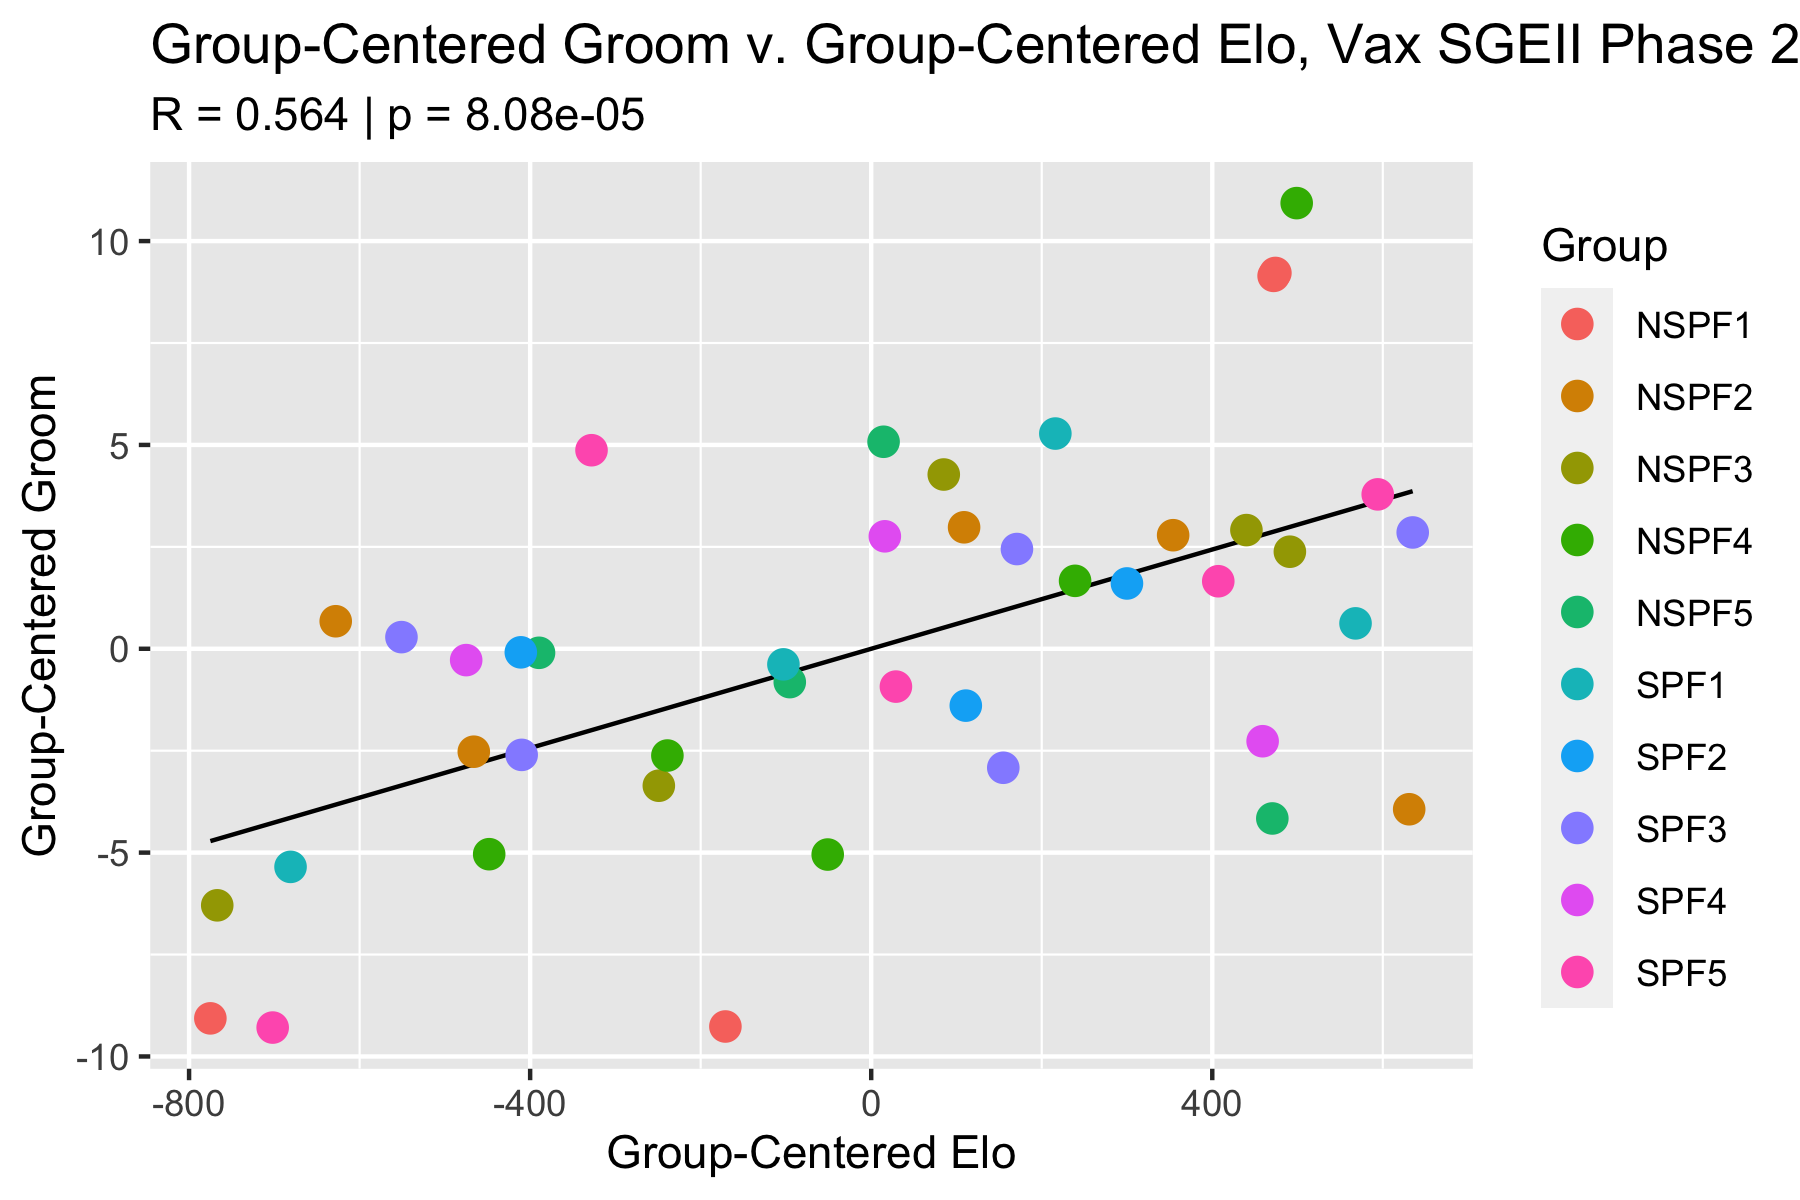 Group-Centered Groom v. Group-Centered Elo, Vax SGEII Phase 2
R = 0.564 | p = 8.08e-05
Group-Centered Groom
10
5
0
-5
-10
-800
-400
0
400
Group-Centered Elo
Group
NSPF1
NSPF2
NSPF3
NSPF4
NSPF5
SPF1
SPF2
SPF3
SPF4
SPF5